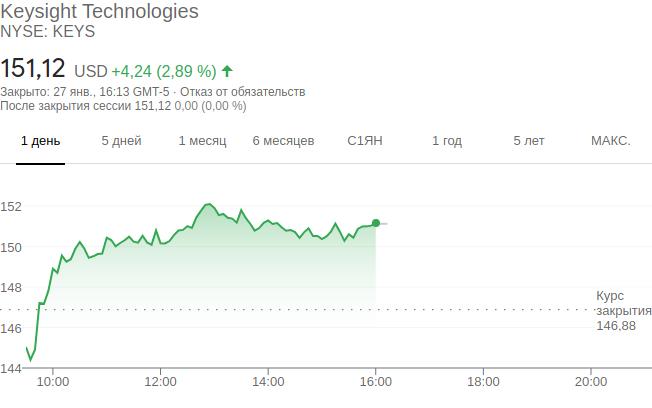 Keysight Technologies
NYSE: KEYS
151,12 USD +4,24 (2,89 %)
Закрыто: 27 янв., 16:13 GMT-5 · Отказ от обязательств
После закрытия сессии 151,12 0,00 (0,00 %)
1 день 5 дней 1 месяц 6 месяцев С1ЯН 1 год 5 лет МАКС.
152
150
148
Курс
закрытия
146,88
146
144
10:00 12:00 14:00 16:00 18:00 20:00